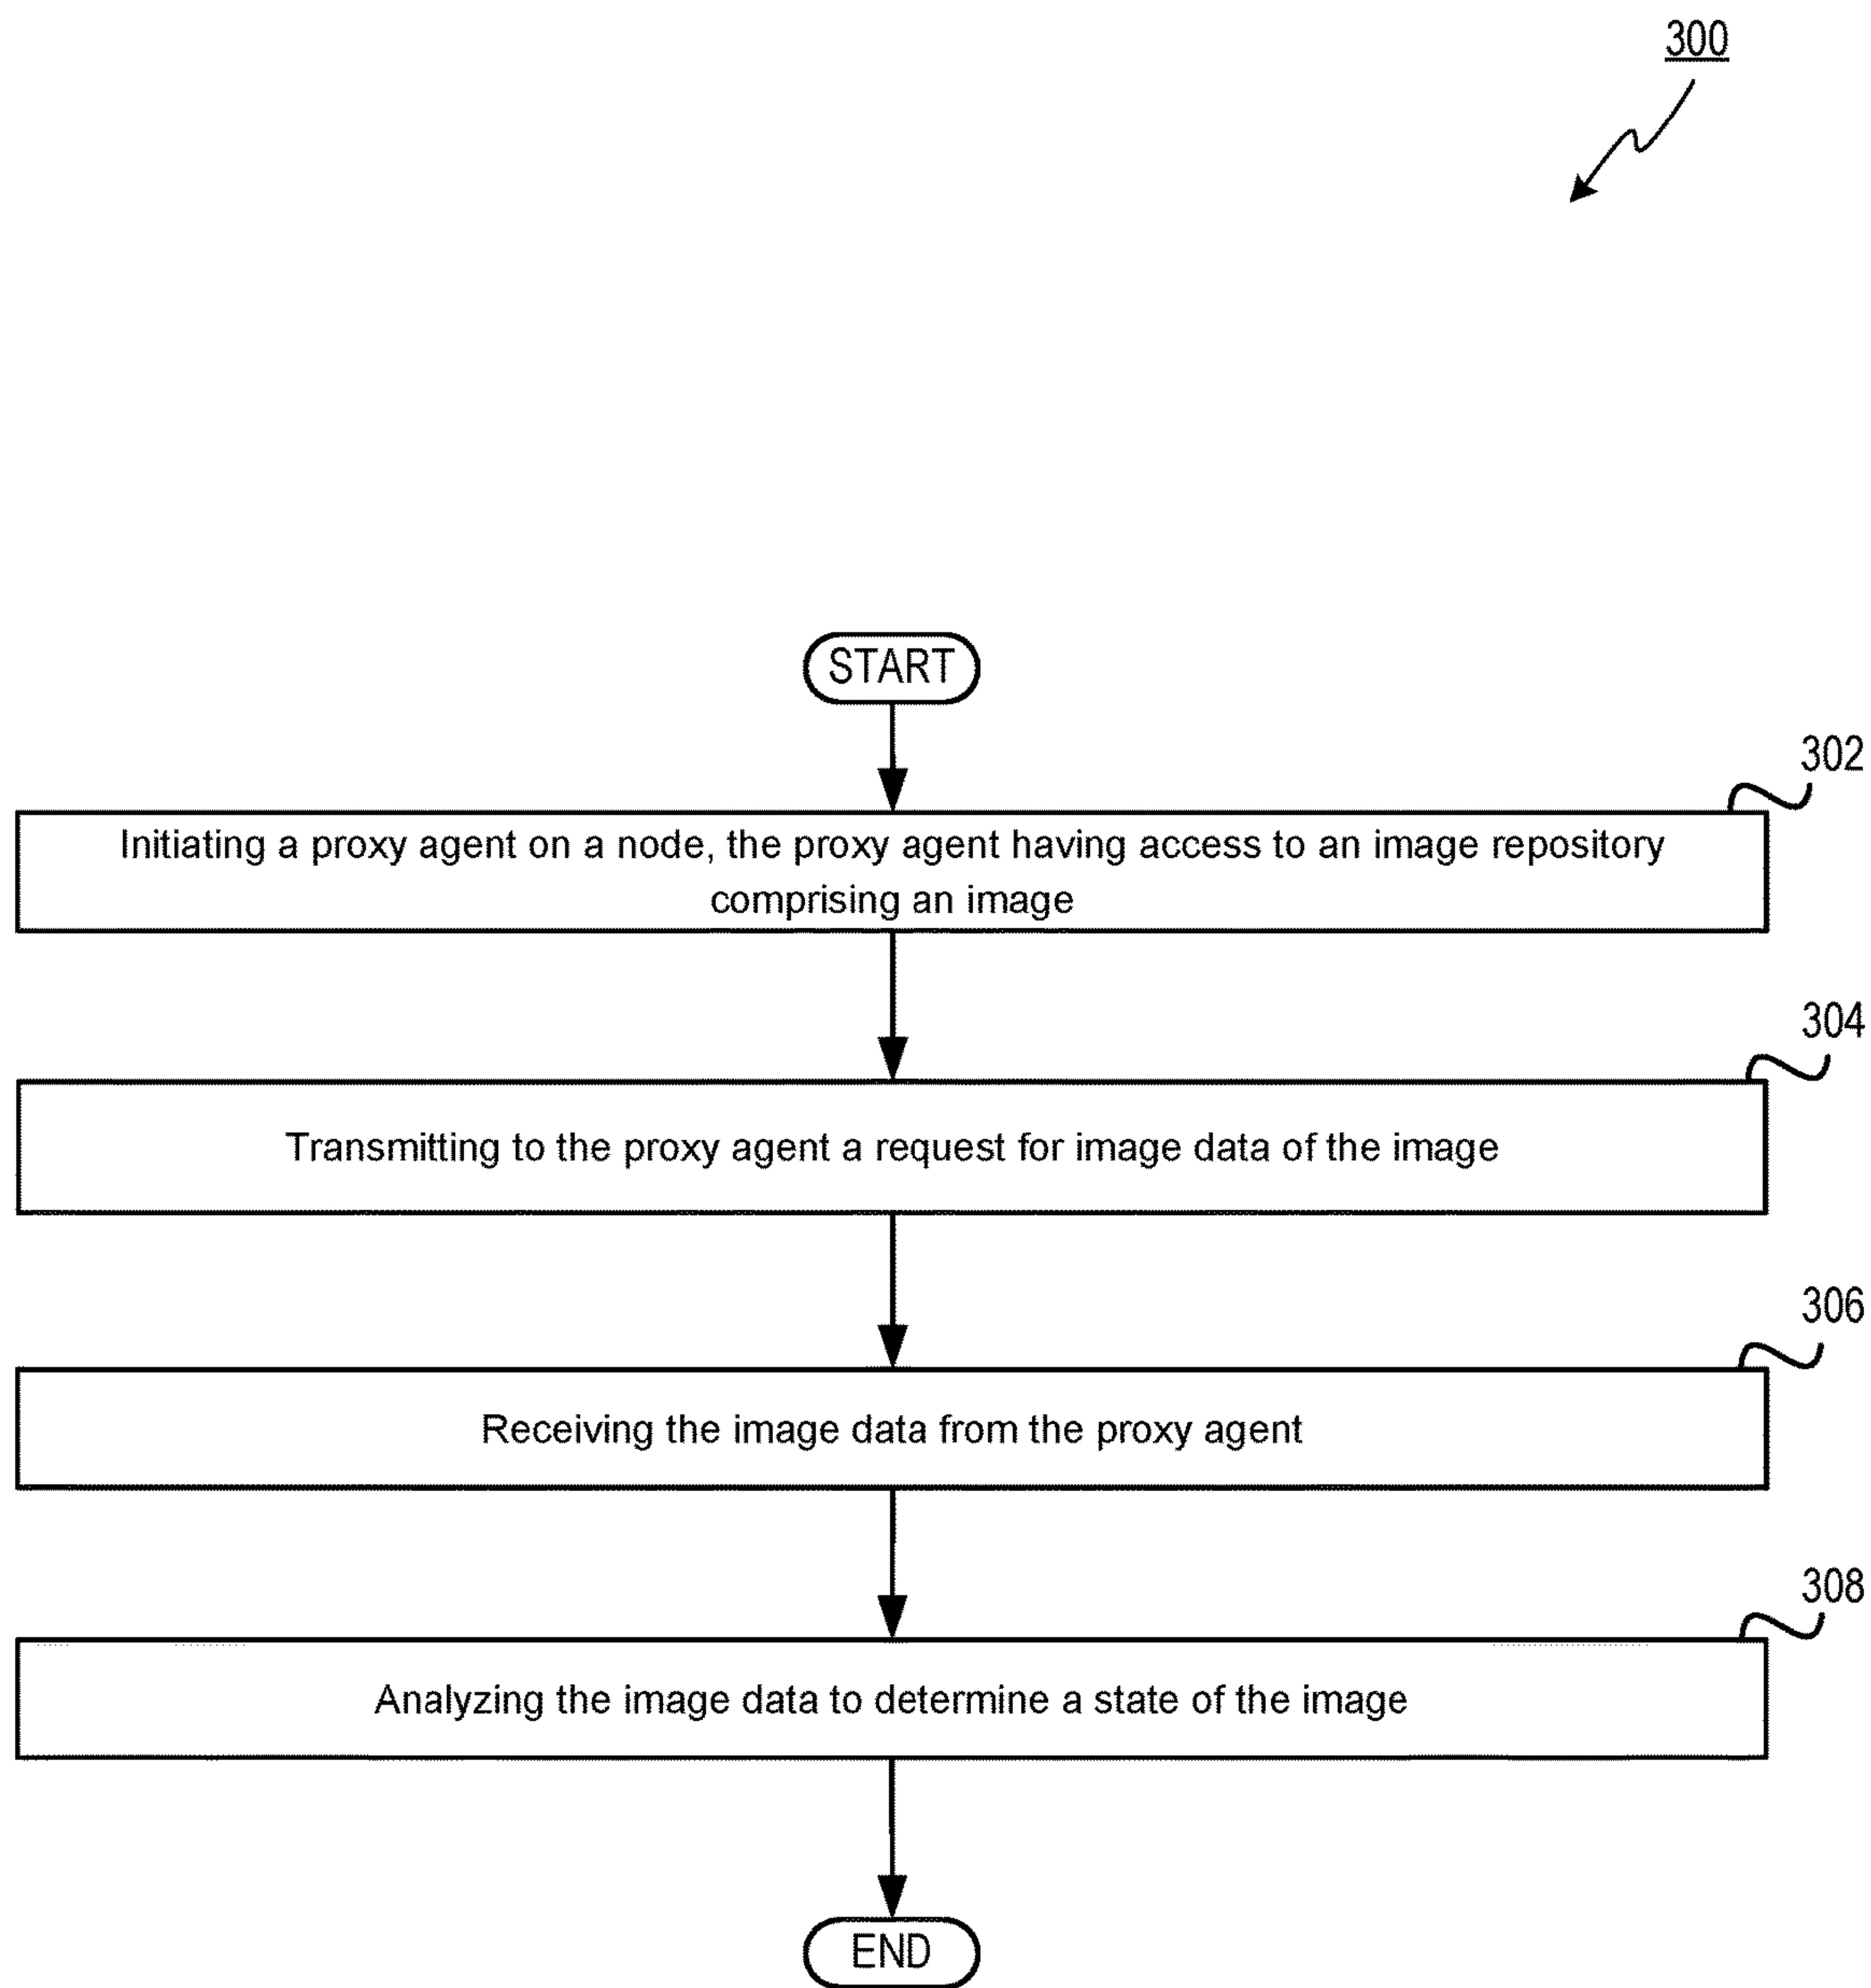 300
START
302
Initiating a proxy agent on a node, the proxy agent having access to an image repository
comprising an image
304
Transmitting to the proxy agent a request for image data of the image
306
Receiving the image data from the proxy agent
308
Analyzing the image data to determine a state of the image
END